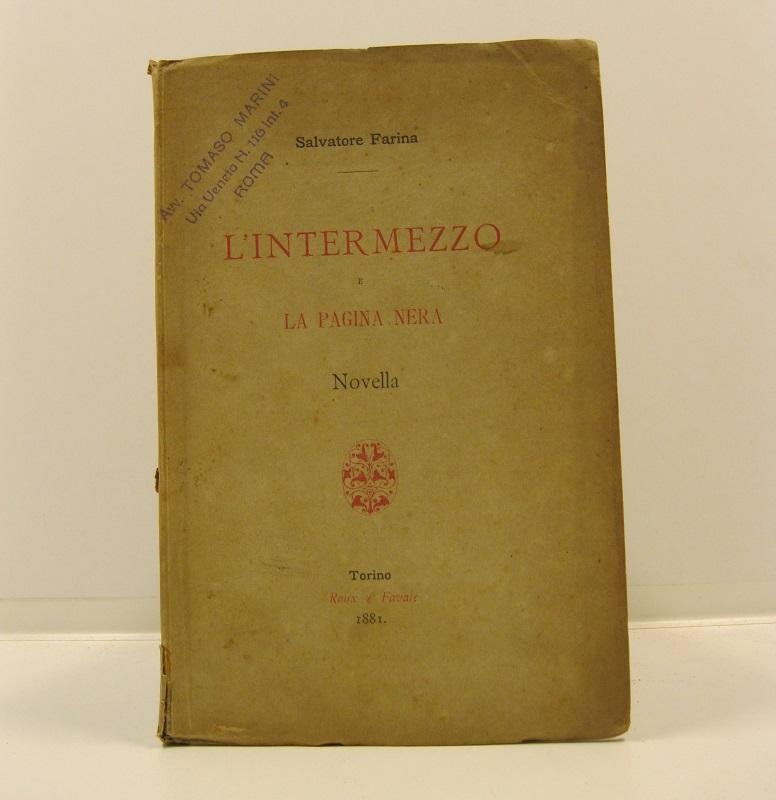 Avv. TOMASO MARINI
Via Veneto N. 116 Int. 4
ROMA
Salvatore Farina
L'INTERMEZZO
E
LA PAGINA NERA
Novella
Torino
Roux e Favale
1881.